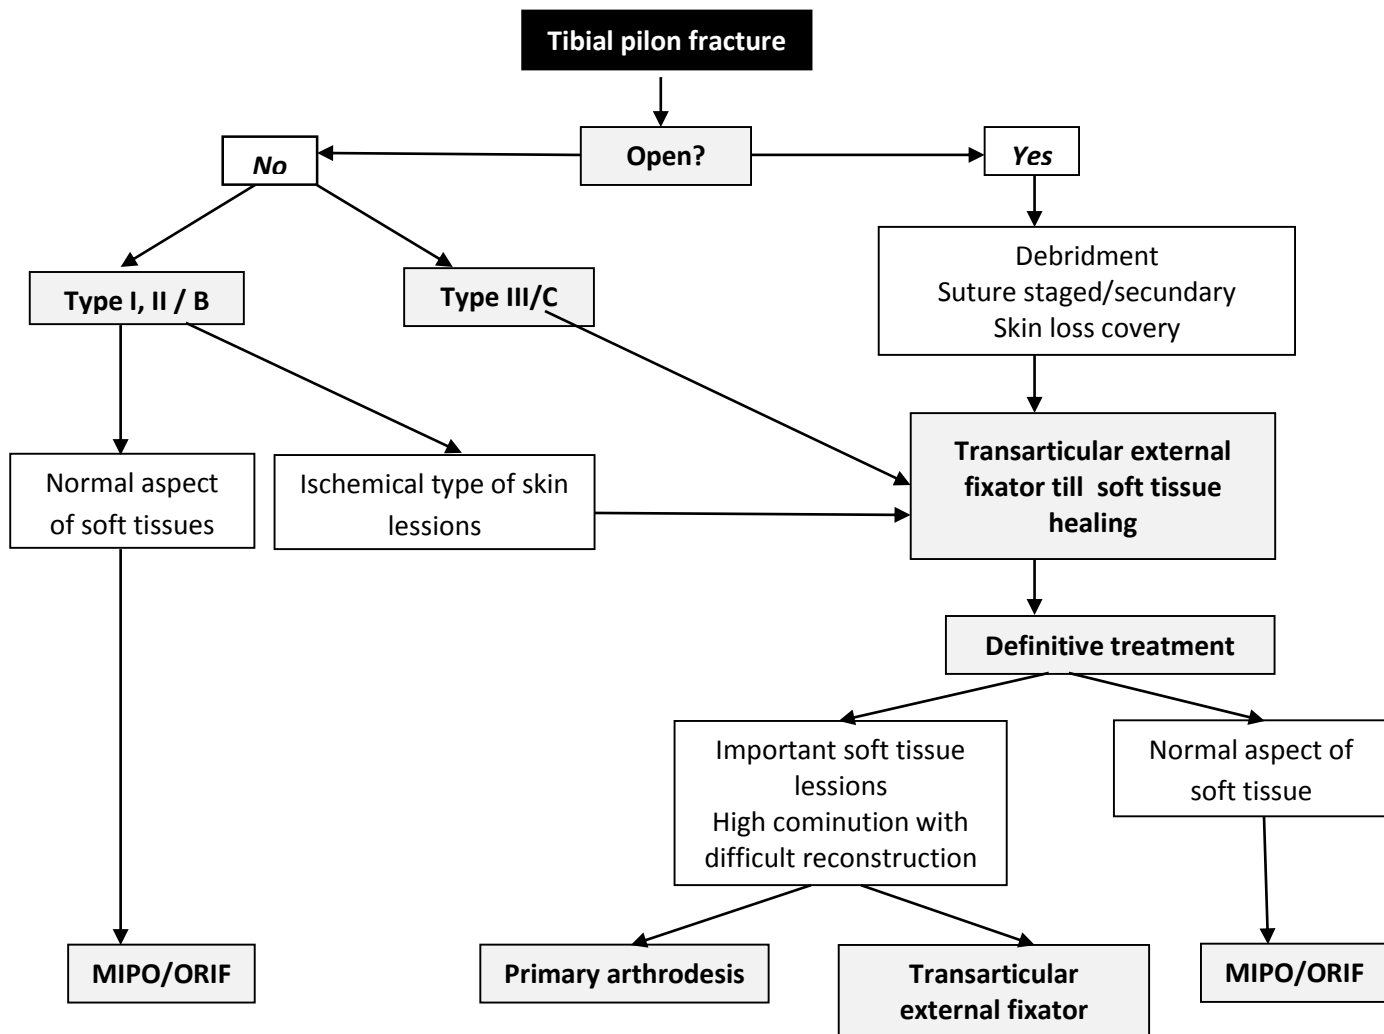 Tibial pilon fracture
Open?
No
Yes
Debridment
Suture staged/secundary
Skin loss covery
Type I, II / B
Type III/C
Transarticular external
fixator till  soft tissue
healing
Normal aspect
of soft tissues
Ischemical type of skin
lessions
Definitive treatment
Important soft tissue
lessions
High cominution with
difficult reconstruction
Normal aspect of
soft tissue
MIPO/ORIF
Primary arthrodesis
Transarticular
external fixator
MIPO/ORIF